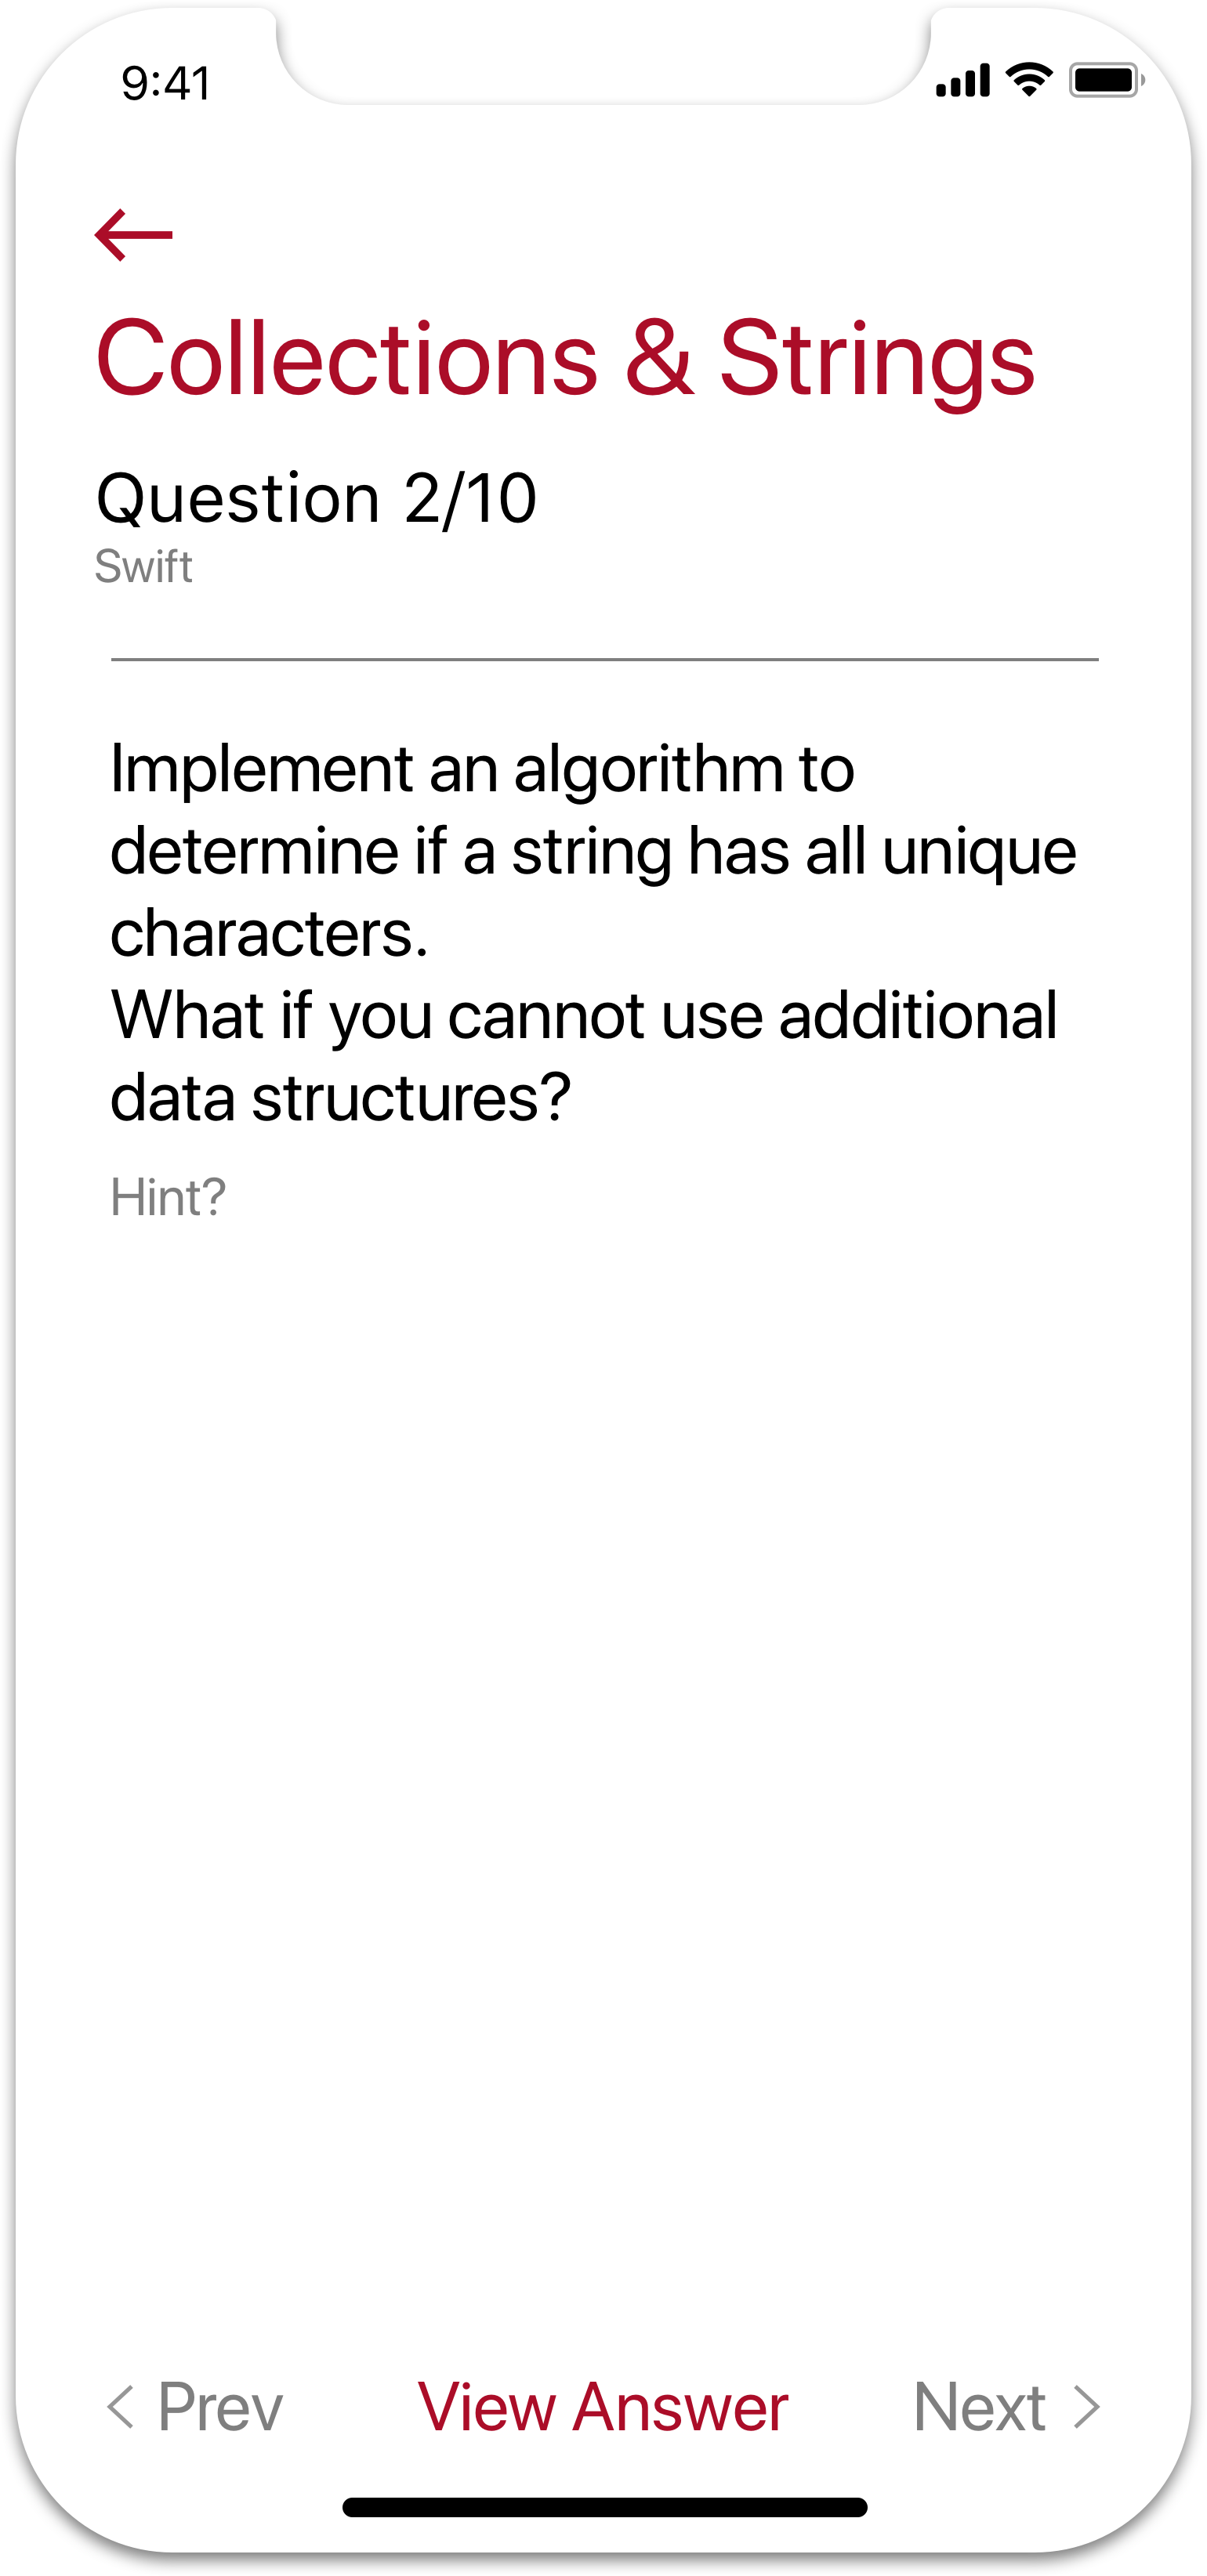 9:41
Collections & Strings
Question 2/10
Swift
Implement an algorithm to
determine if a string has all unique
characters.
What if you cannot use additional
data structures?
Hint?
Prev View Answer Next